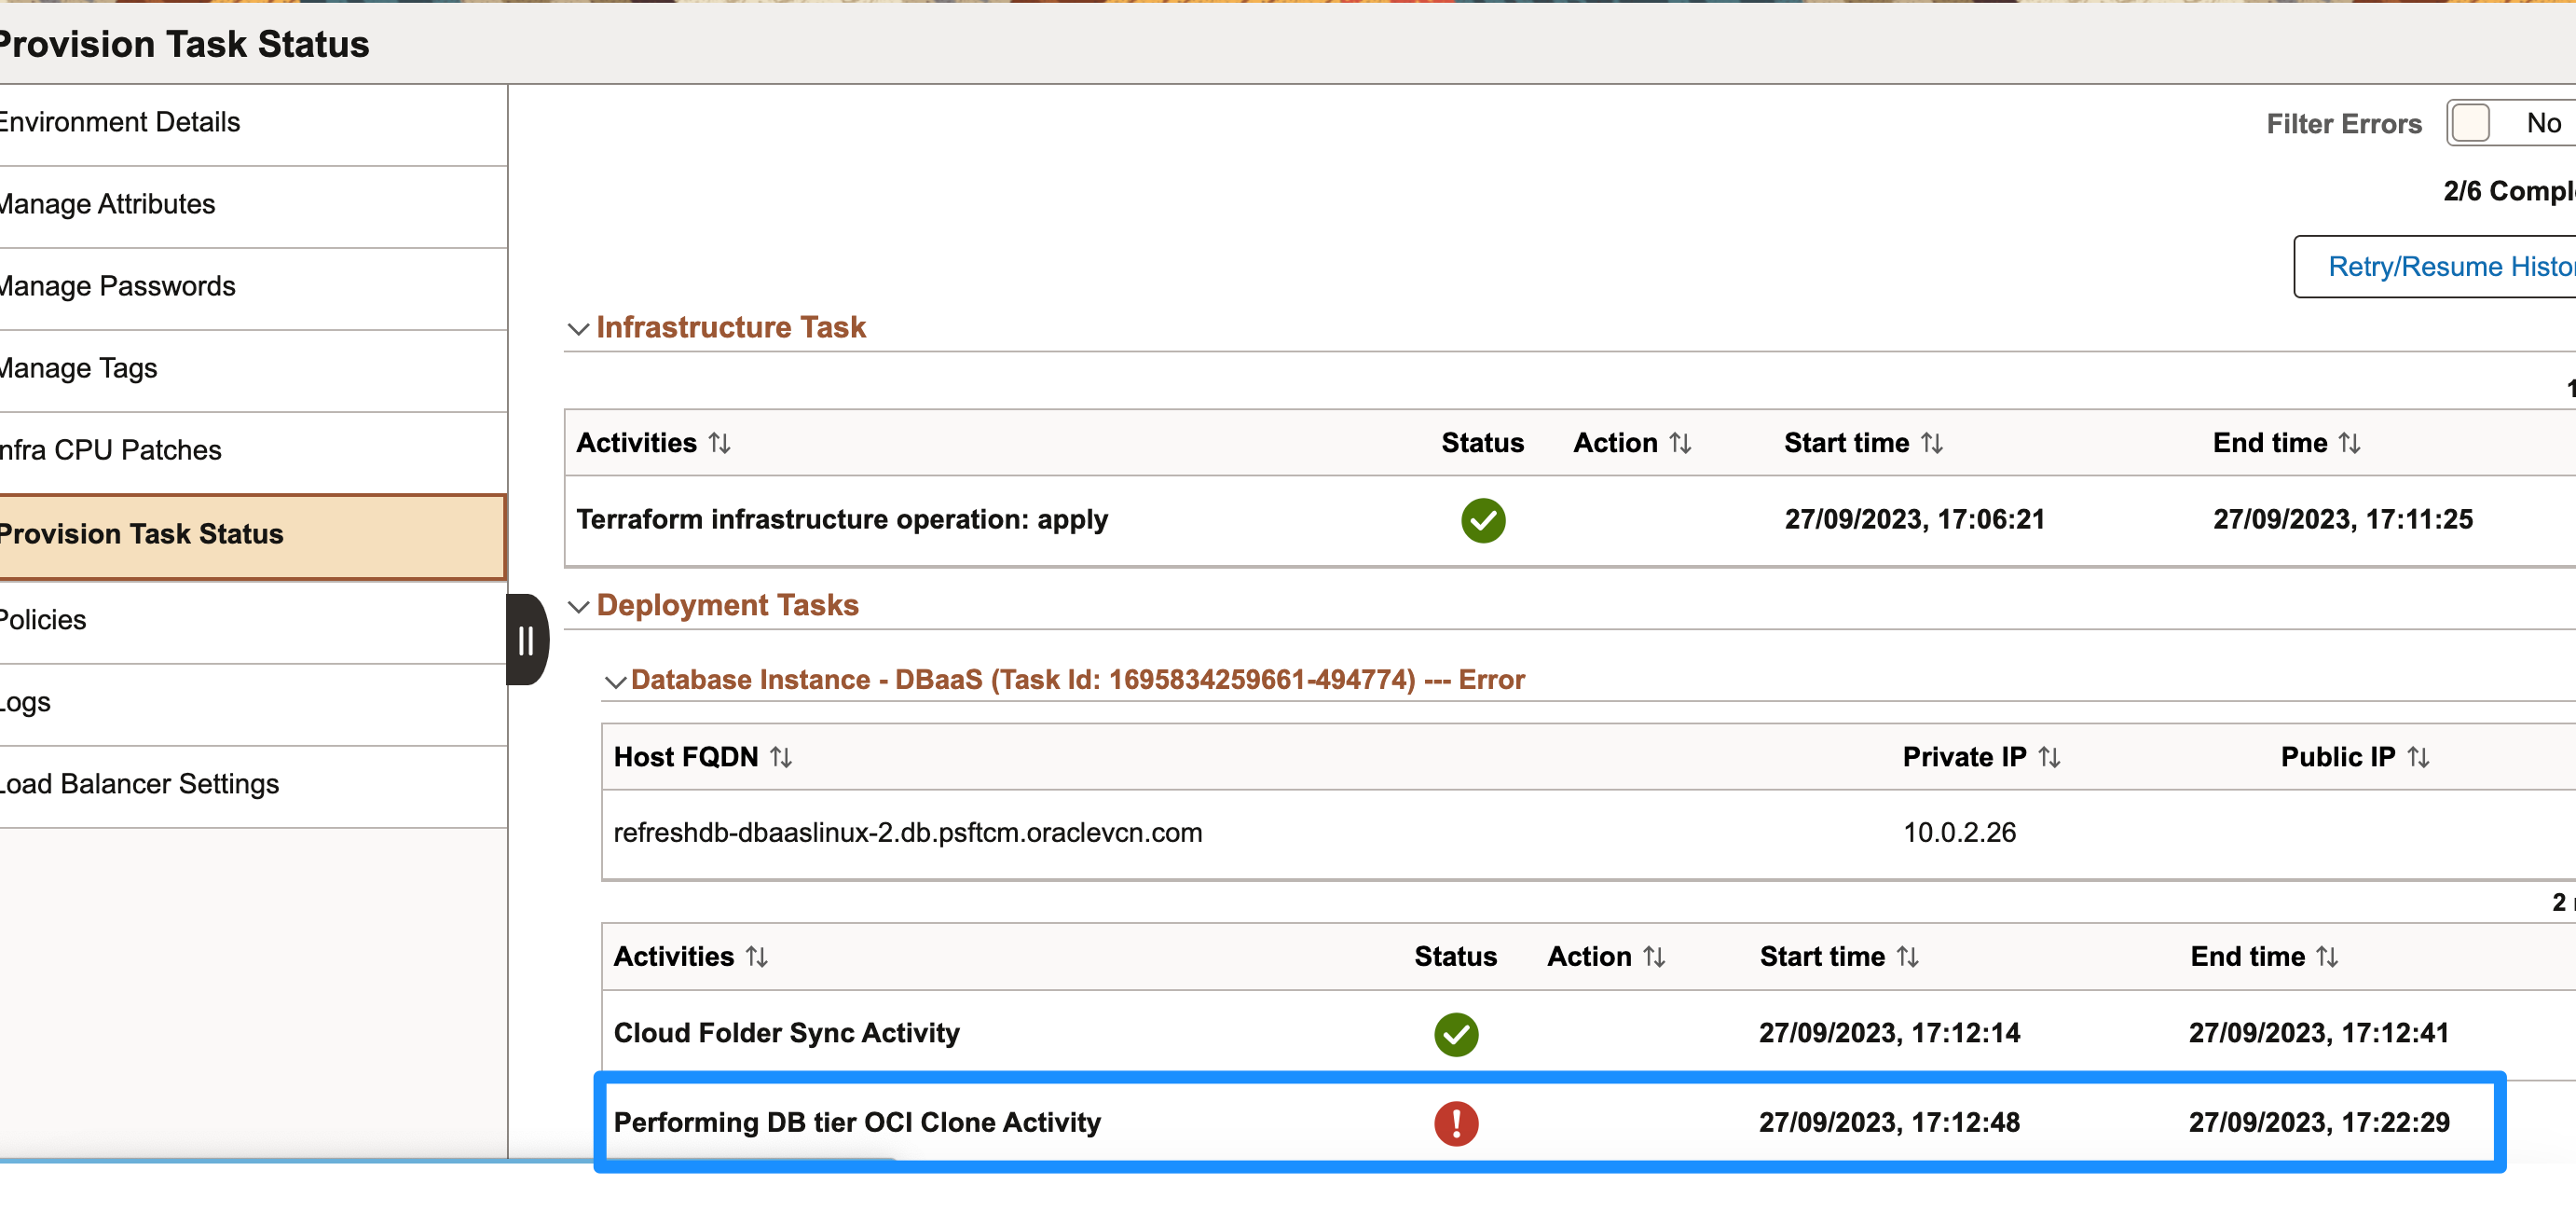 Provision Task Status
Environment Details
Manage Attributes
Manage Passwords
Manage Tags
Infra CPU Patches
Provision Task Status
Policies
Logs
Load Balancer Settings
Filter Errors No
2/6
Retry/Resume
Infrastructure Task
1
Activities Status Action Start time End time
Terraform infrastructure operation: apply 27/09/2023, 17:06:21 27/09/2023, 17:11:25
Deployment Tasks
Database Instance - DBaaS (Task Id: 1695834259661-494774) --- Error
Host FQDN Private IP Public IP
refreshdb-dbaaslinux-2.db.psftcm.oraclevcn.com 10.0.2.26
2
Activities Status Action Start time End time
Cloud Folder Sync Activity 27/09/2023, 17:12:14 27/09/2023, 17:12:41
Performing DB tier OCI Clone Activity 27/09/2023, 17:12:48 27/09/2023, 17:22:29